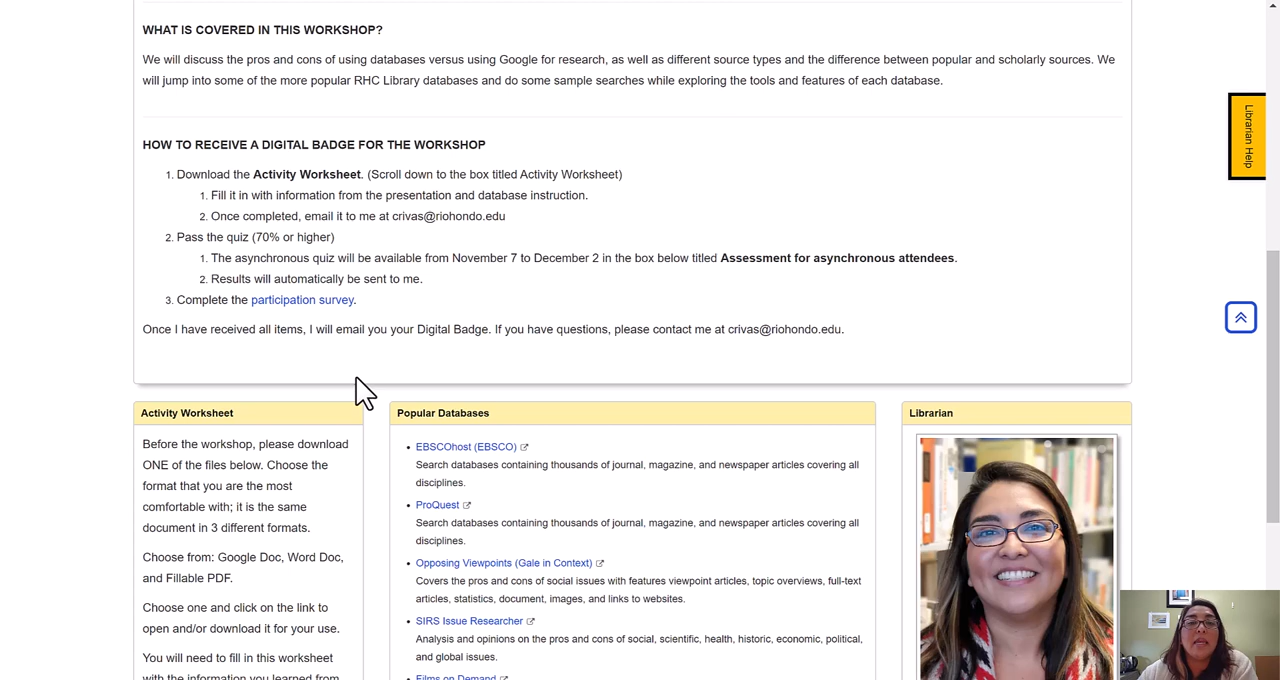 WHAT IS COVERED IN THIS WORKSHOP?
We will discuss the pros and cons of using databases versus using Google for research, as well as different source types and the difference between popular and scholarly sources. We
will jump into some of the more popular RHC Library databases and do some sample searches while exploring the tools and features of each database.
HOW TO RECEIVE A DIGITAL BADGE FOR THE WORKSHOP
1. Download the Activity Worksheet. (Scroll down to the box titled Activity Worksheet)
1. Fill it in with information from the presentation and database instruction.
2. Once completed, email it to me at crivas@riohondo.edu
2. Pass the quiz (70% or higher)
1. The asynchronous quiz will be available from November 7 to December 2 in the box below titled Assessment for asynchronous attendees.
2. Results will automatically be sent to me.
3. Complete the participation survey.
Once I have received all items, I will email you your Digital Badge. If you have questions, please contact me at crivas@riohondo.edu.
Librarian Help
Activity Worksheet
Before the workshop, please download
ONE of the files below. Choose the
format that you are the most
comfortable with; it is the same
document in 3 different formats.
Choose from: Google Doc, Word Doc,
and Fillable PDF.
Choose one and click on the link to
open and/or download it for your use.
You will need to fill in this worksheet
with the information you learned from
Popular Databases
• EBSCOhost (EBSCO)
Search databases containing thousands of journal, magazine, and newspaper articles covering all
disciplines.
• ProQuest
Search databases containing thousands of journal, magazine, and newspaper articles covering all
disciplines.
• Opposing Viewpoints (Gale in Context)
Covers the pros and cons of social issues with features viewpoint articles, topic overviews, full-text
articles, statistics, document, images, and links to websites.
• SIRS Issue Researcher
Analysis and opinions on the pros and cons of social, scientific, health, historic, economic, political,
and global issues.
• Films on Demand
Librarian